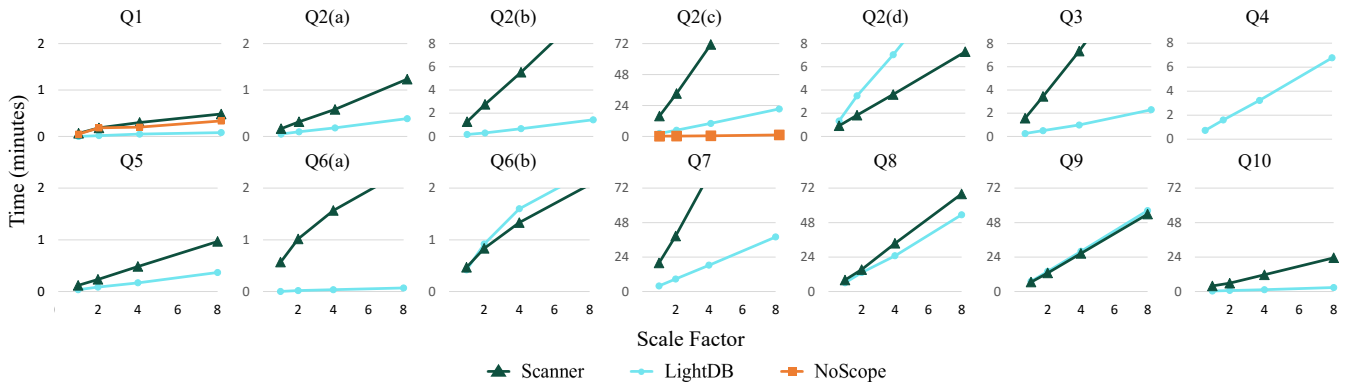 Q1 Q2(a) Q2(b) Q2(c) Q2(d) Q3 Q4
2 2 8 72 8 8 8
6 6 6 6
48
1 1 4 4 4 4
24
2 2 2 2
0 0 0 0 0 0 0
Time (minutes)
Q5 Q6(a) Q6(b) Q7 Q8 Q9 Q10
2 2 2 72 72 72 72
48 48 48 48
1 1 1
24 24 24 24
0 0 0 0 0 0 0
2 4 6 8 2 4 6 8 2 4 6 8 2 4 6 8 2 4 6 8 2 4 6 8 2 4 6 8
Scale Factor
Scanner LightDB NoScope